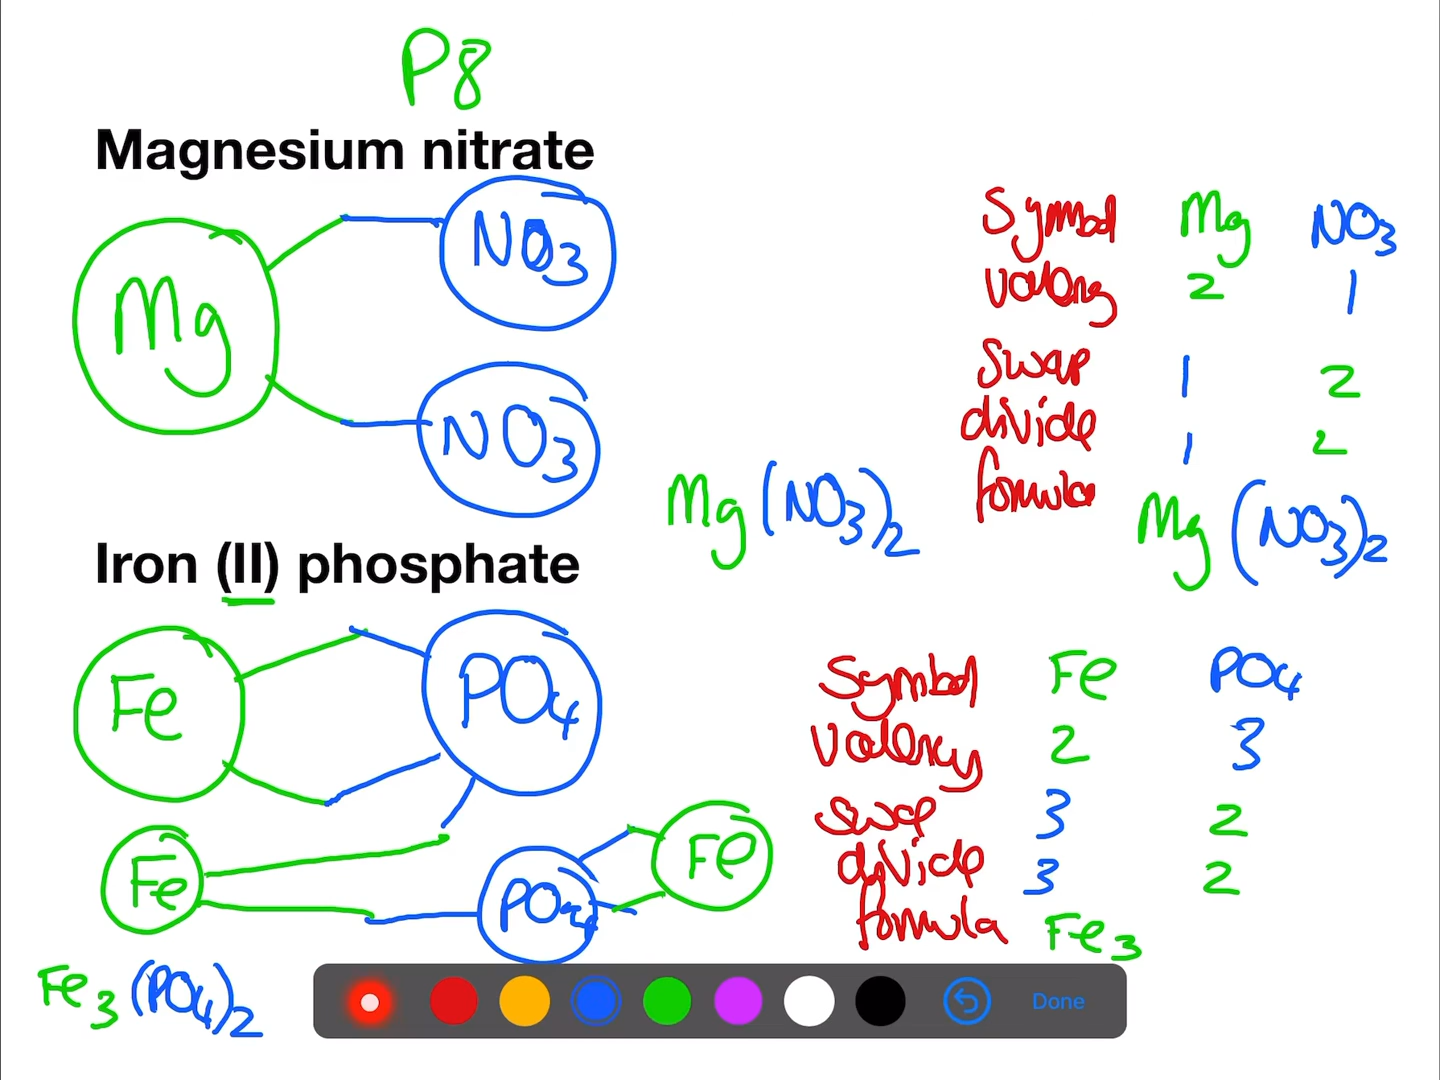 P8
Magnesium nitrate
Mg
NO3
NO3
Mg (NO3)2
Symbol Mg NO3
Valency 2 1
Swap 1 2
divide 1 2
formula Mg (NO3)2
Iron (II) phosphate
Fe
PO4
Fe
PO4
Fe
Fe3 (PO4)2
Symbol Fe PO4
Valency 2 3
swap 3 2
divide 3 2
formula Fe3
Done